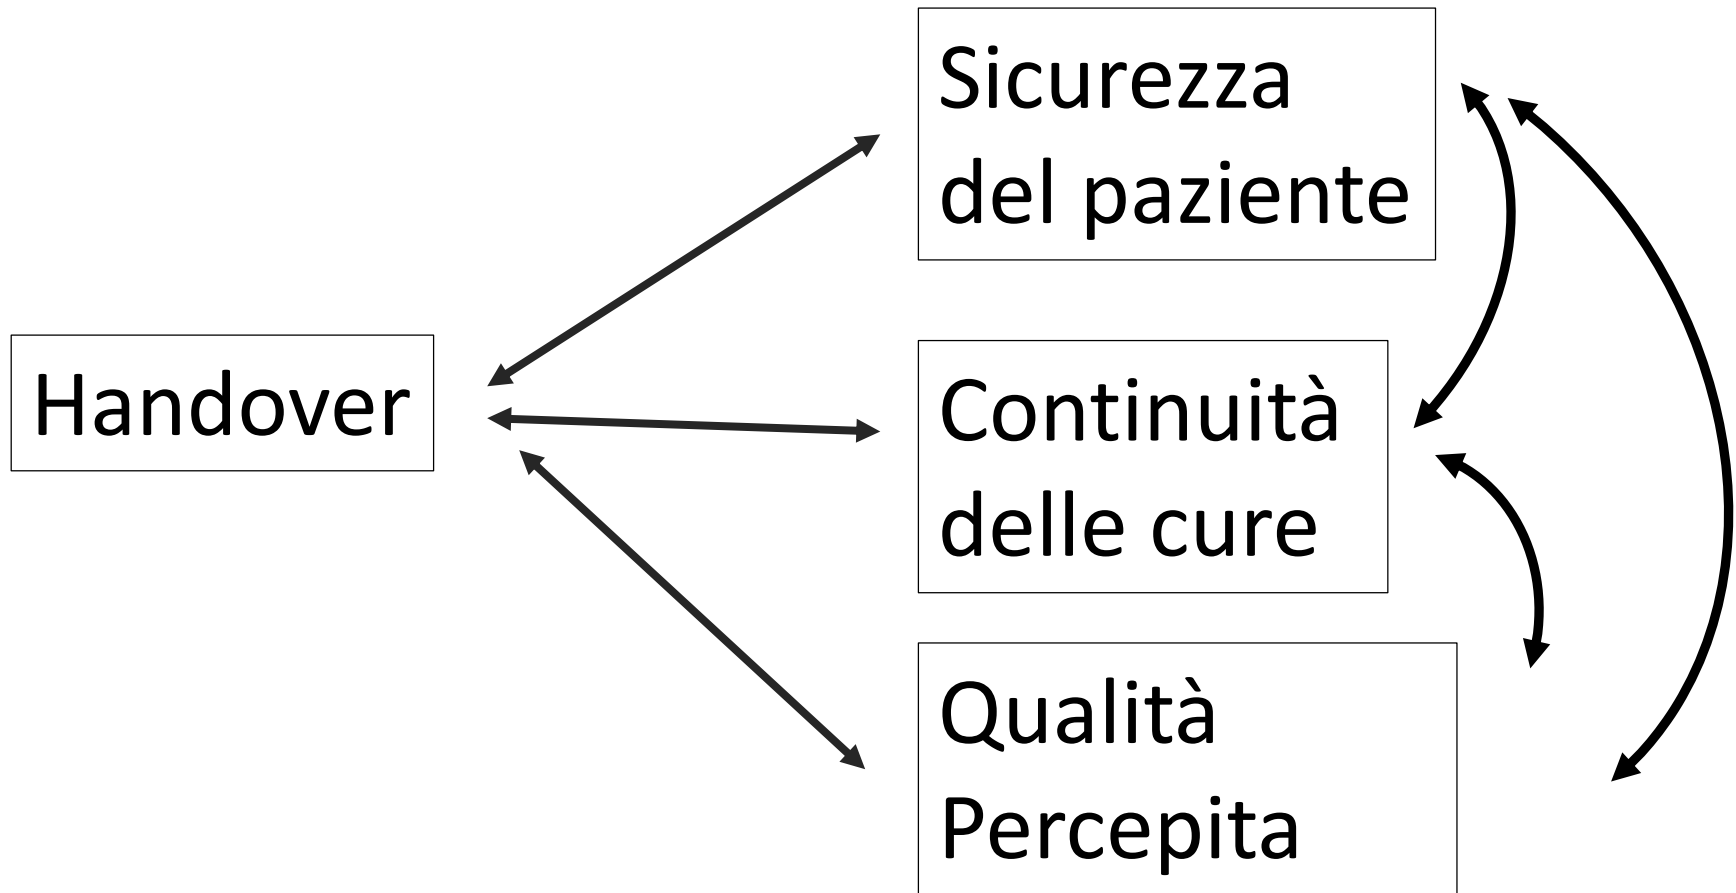 Sicurezza
del paziente
Handover
Continuità
delle cure
Qualità
Percepita